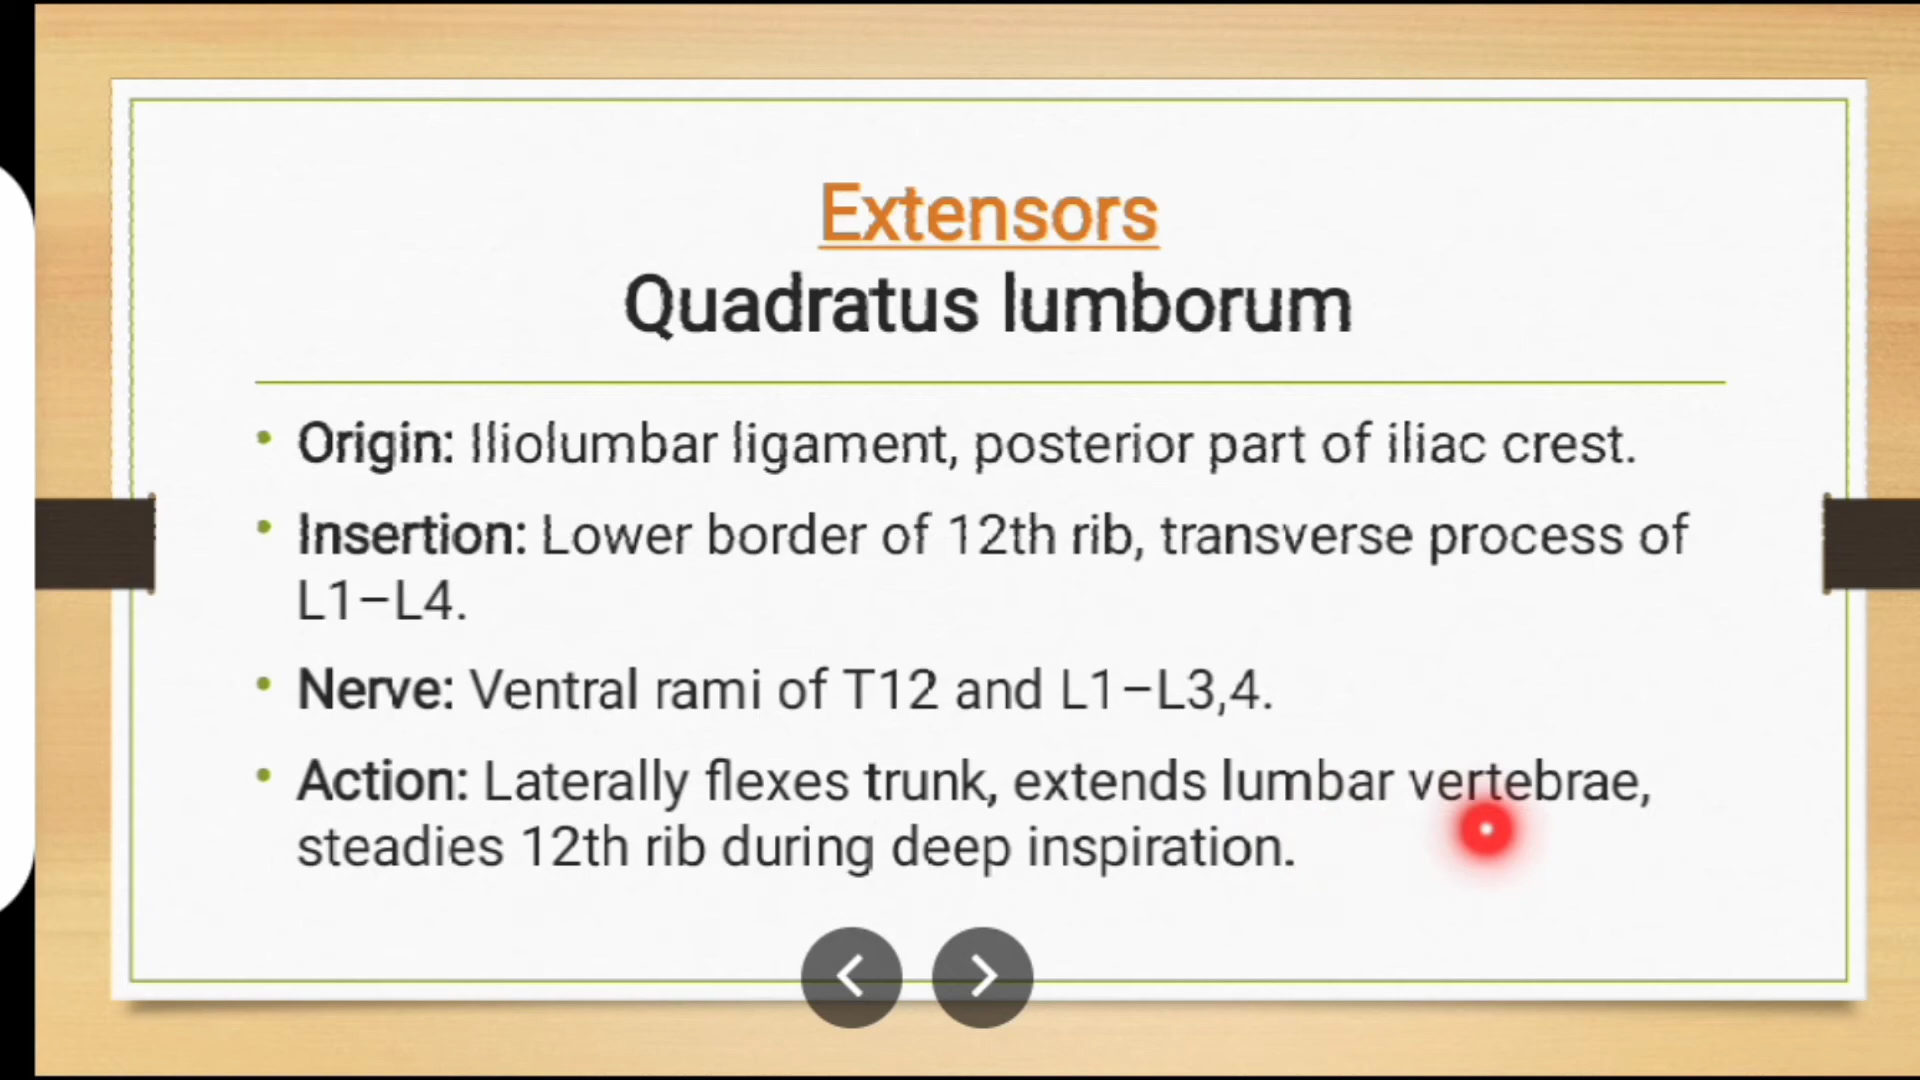 Extensors
Quadratus lumborum
• Origin: Iliolumbar ligament, posterior part of iliac crest.
• Insertion: Lower border of 12th rib, transverse process of
L1–L4.
• Nerve: Ventral rami of T12 and L1–L3,4.
• Action: Laterally flexes trunk, extends lumbar vertebrae,
steadies 12th rib during deep inspiration.